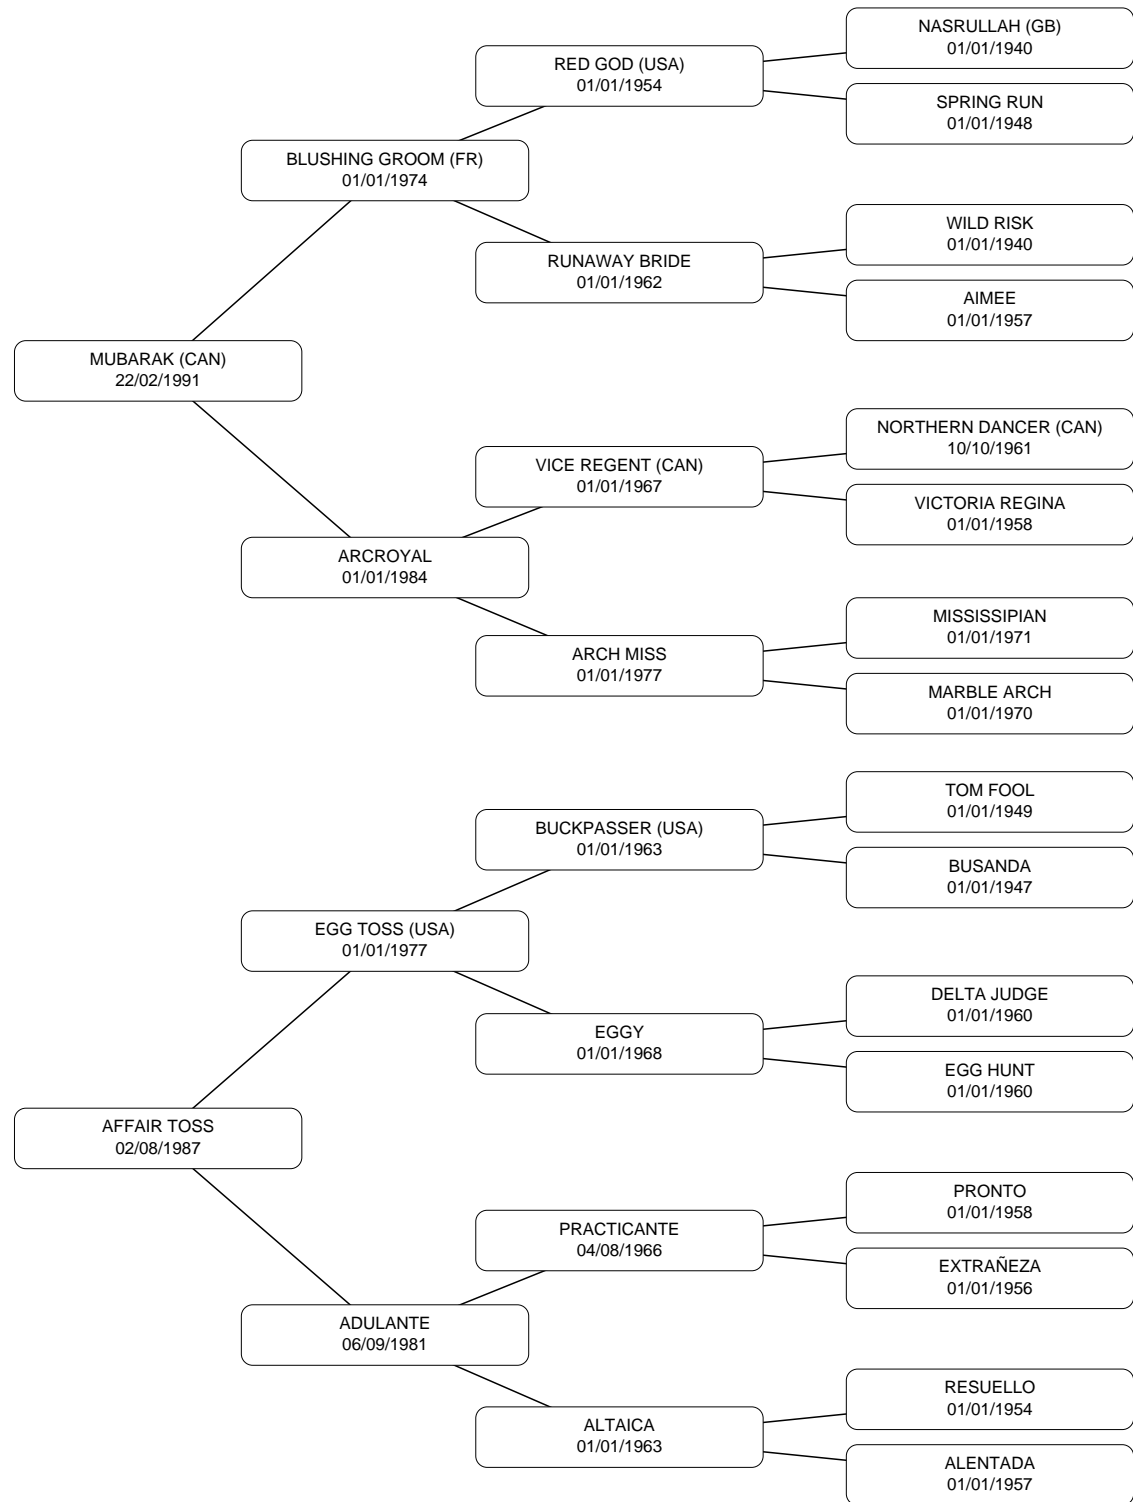 NASRULLAH (GB)
01/01/1940
RED GOD (USA)
01/01/1954
SPRING RUN
01/01/1948
BLUSHING GROOM (FR)
01/01/1974
WILD RISK
01/01/1940
RUNAWAY BRIDE
01/01/1962
AIMEE
01/01/1957
MUBARAK (CAN)
22/02/1991
NORTHERN DANCER (CAN)
10/10/1961
VICE REGENT (CAN)
01/01/1967
VICTORIA REGINA
01/01/1958
ARCROYAL
01/01/1984
MISSISSIPIAN
01/01/1971
ARCH MISS
01/01/1977
MARBLE ARCH
01/01/1970
TOM FOOL
01/01/1949
BUCKPASSER (USA)
01/01/1963
BUSANDA
01/01/1947
EGG TOSS (USA)
01/01/1977
DELTA JUDGE
01/01/1960
EGGY
01/01/1968
EGG HUNT
01/01/1960
AFFAIR TOSS
02/08/1987
PRONTO
01/01/1958
PRACTICANTE
04/08/1966
EXTRAÑEZA
01/01/1956
ADULANTE
06/09/1981
RESUELLO
01/01/1954
ALTAICA
01/01/1963
ALENTADA
01/01/1957